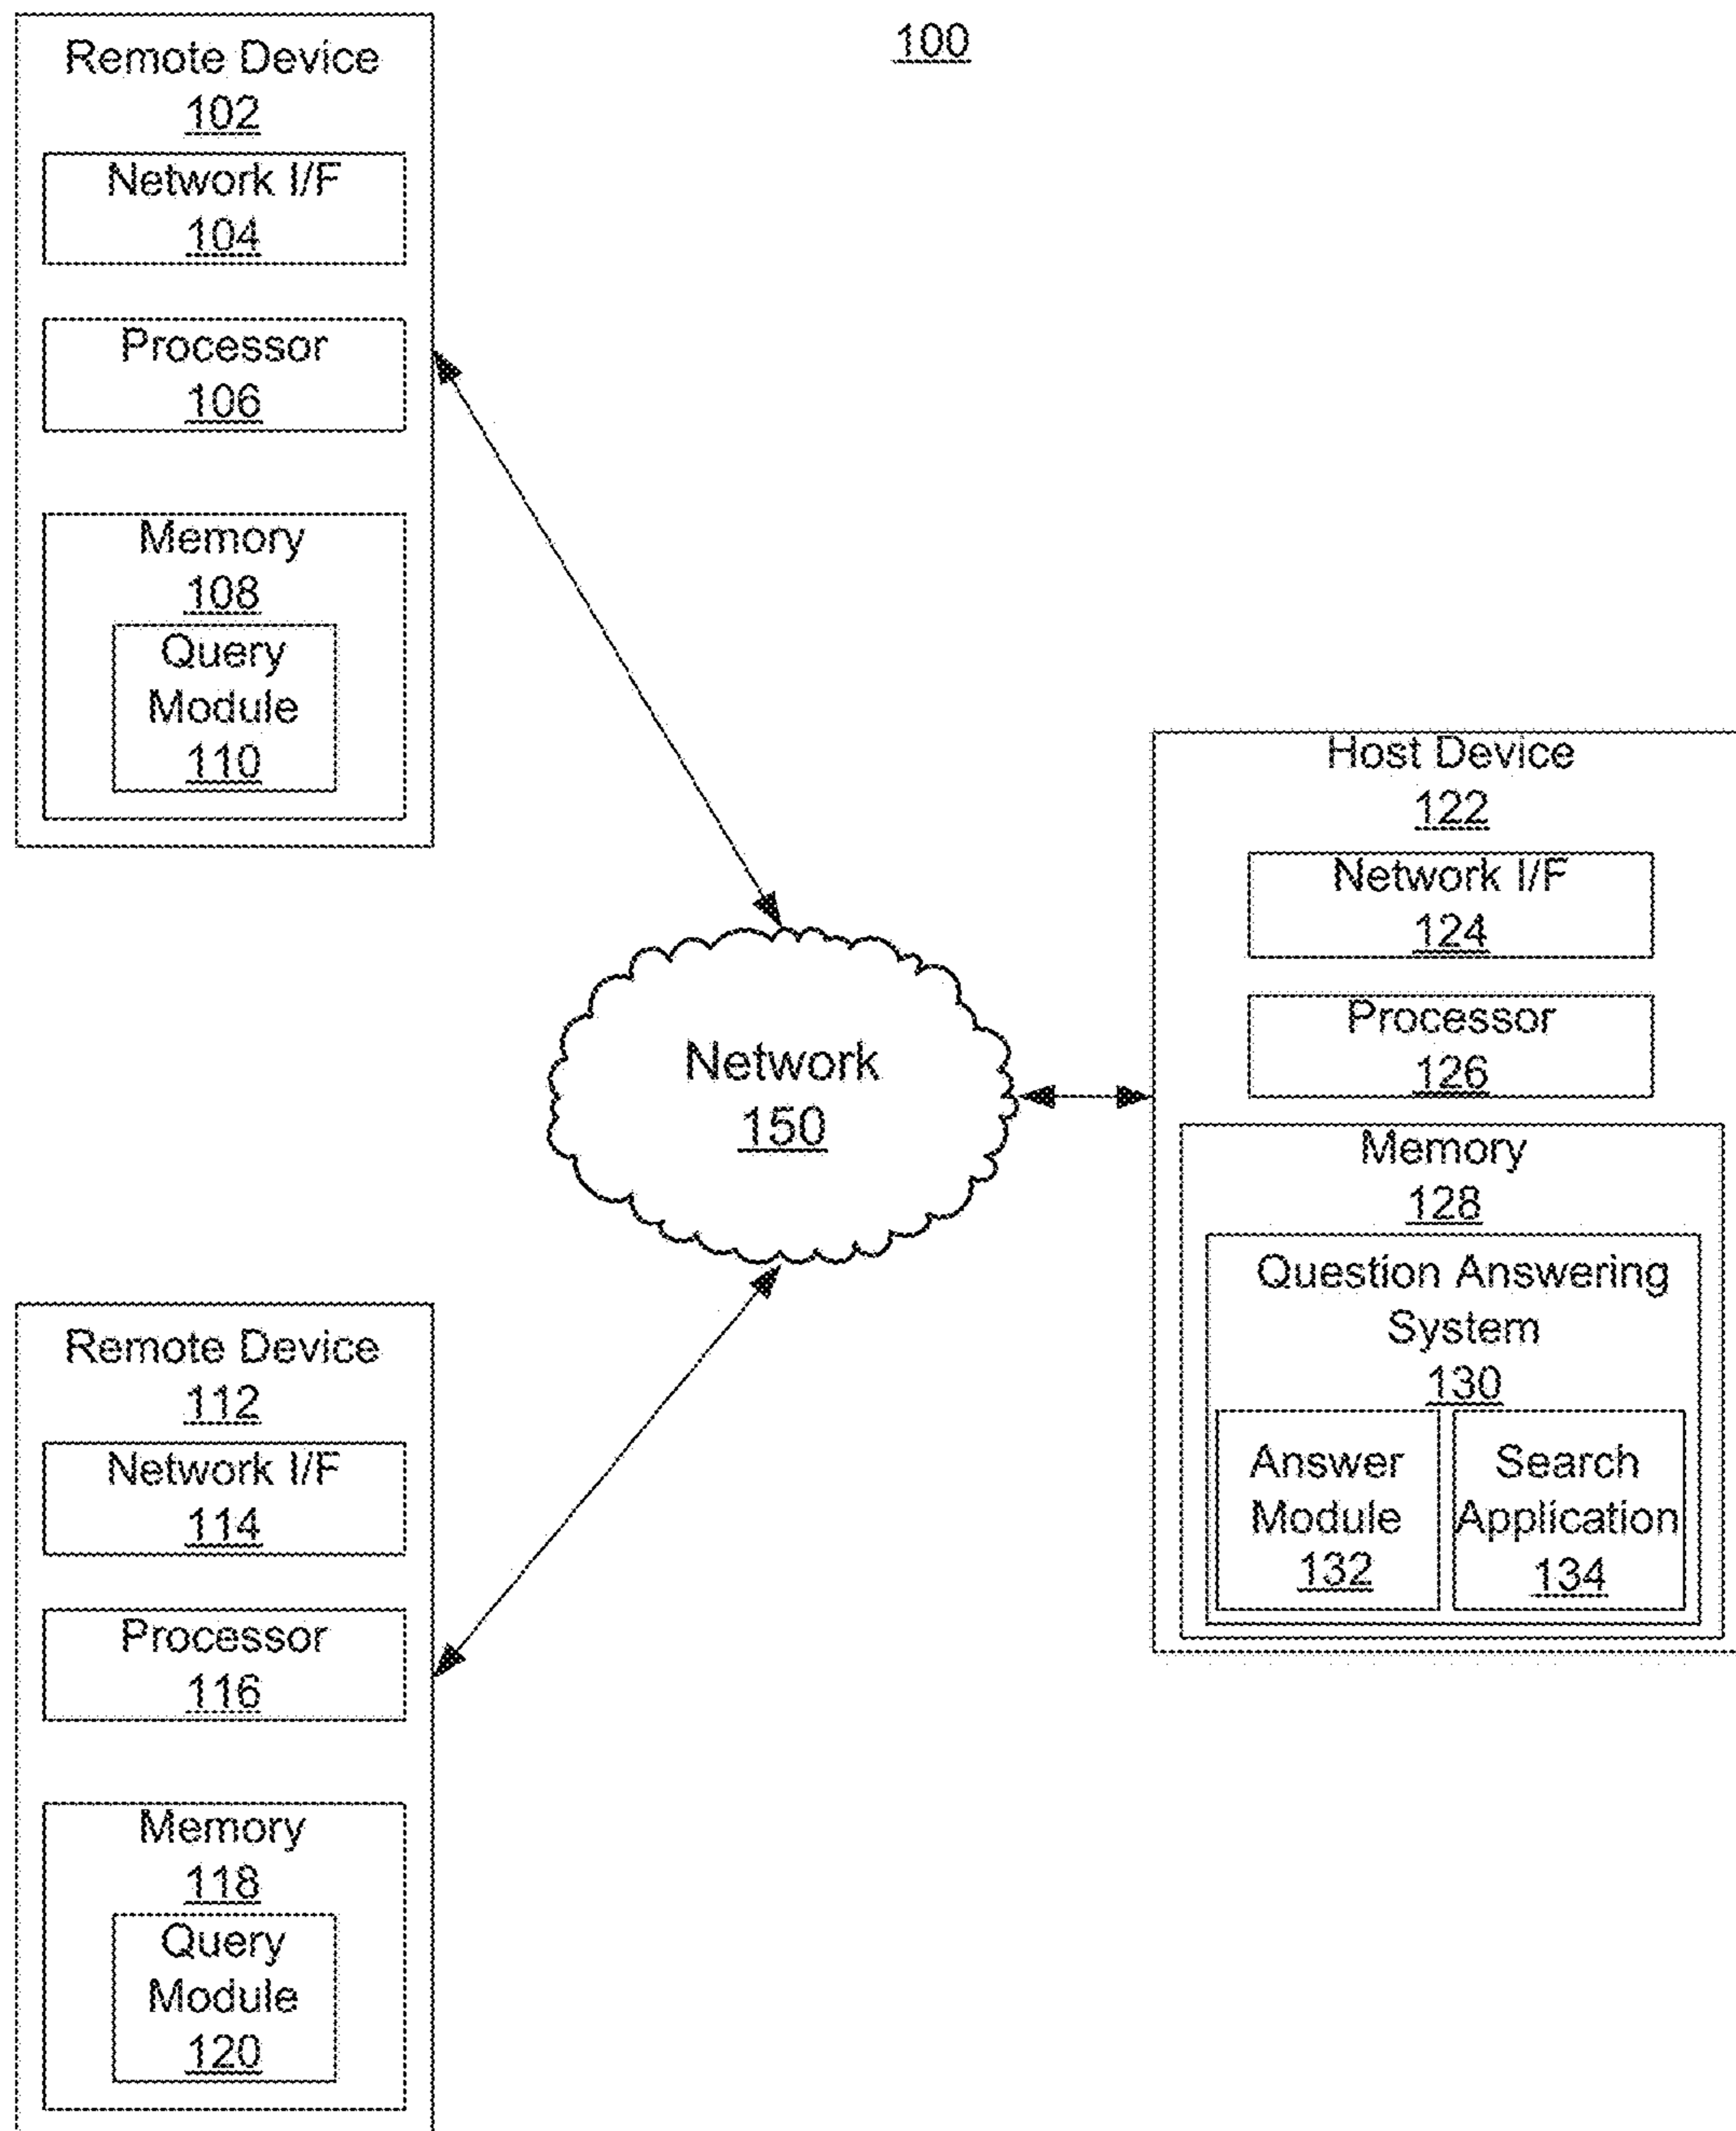 100
Remote Device
102
Network I/F
104
Processor
106
Memory
108
Query
Module
110
Network
150
Host Device
122
Network I/F
124
Processor
126
Memory
128
Question Answering
System
130
Answer
Module
132
Search
Application
134
Remote Device
112
Network I/F
114
Processor
116
Memory
118
Query
Module
120